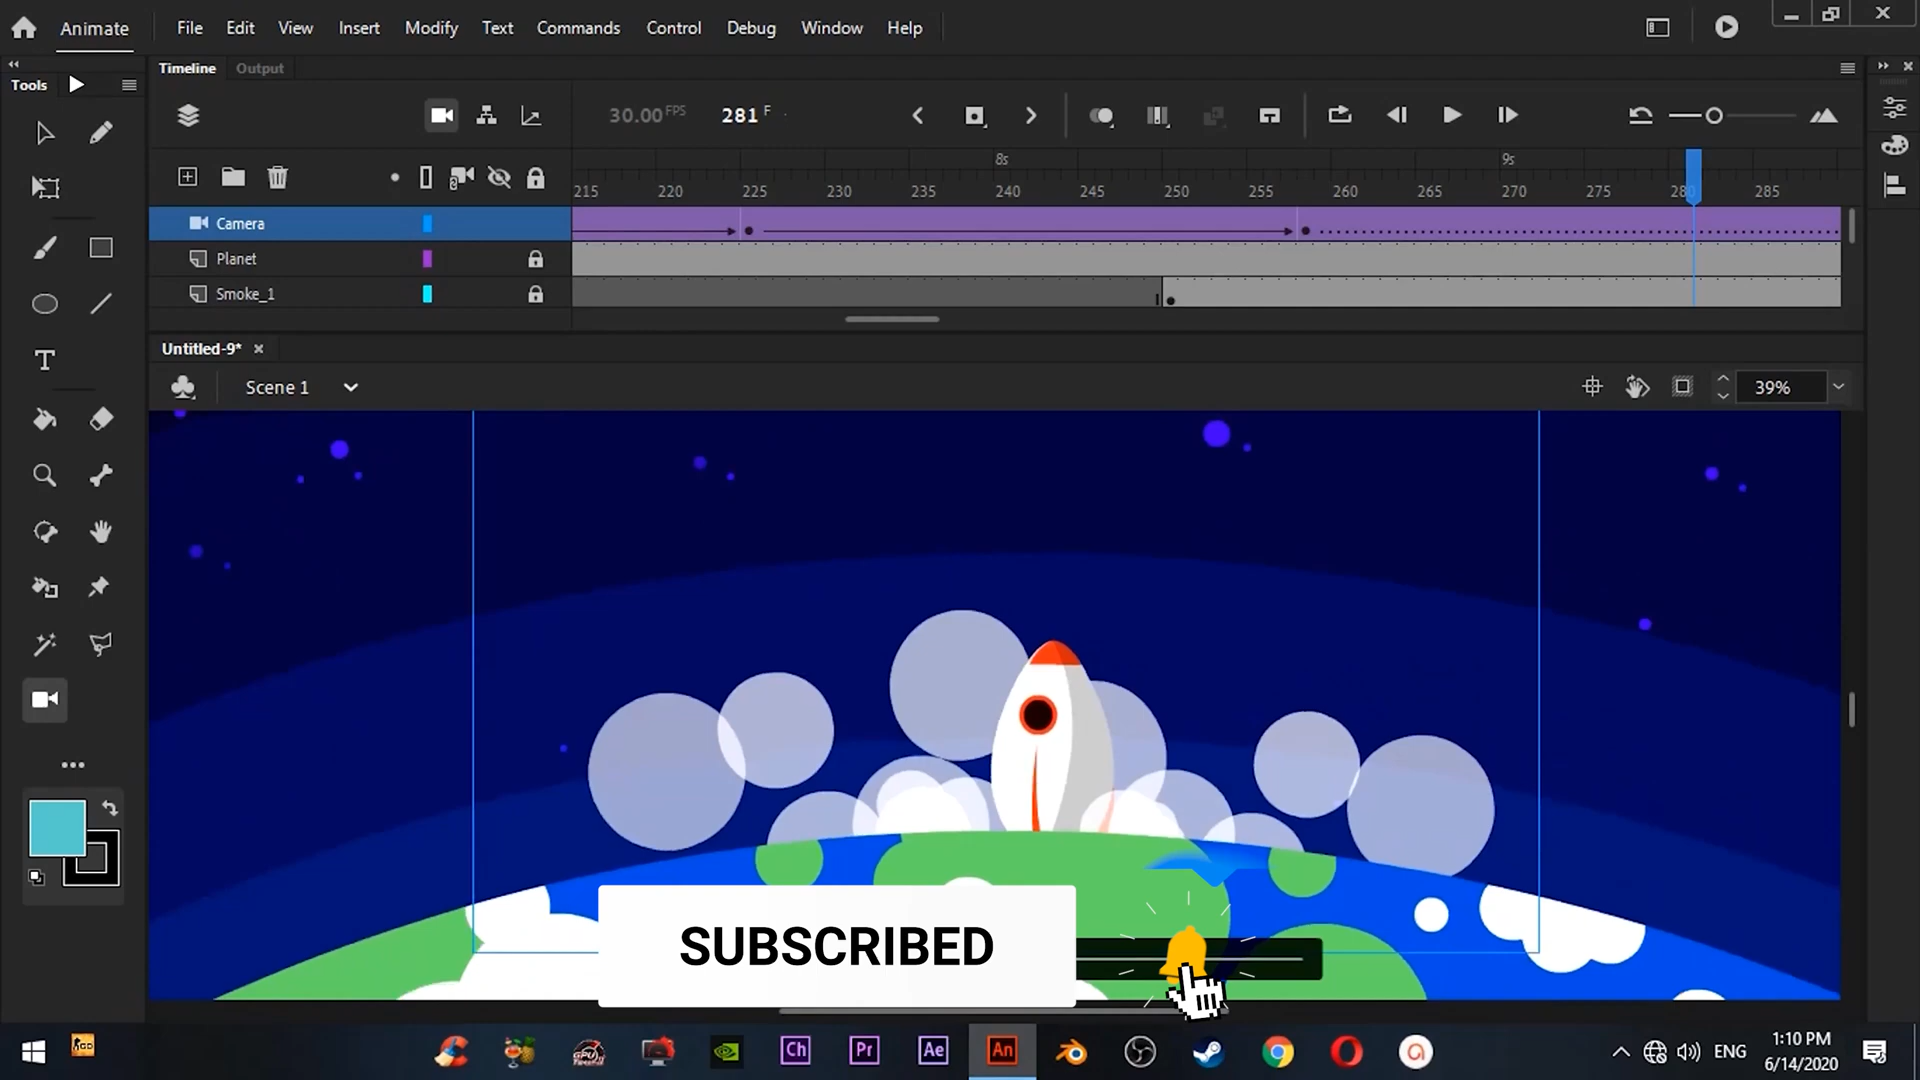 Animate File Edit View Insert Modify Text Commands Control Debug Window Help
Tools Timeline Output
30.00 FPS 281 F
8s 9s
215 220 225 230 235 240 245 250 255 260 265 270 275 280 285
Camera
Planet
Smoke_1
Untitled-9*
Scene 1 39%
T
SUBSCRIBED
Ch Pr Ae An ENG 1:10 PM
6/14/2020